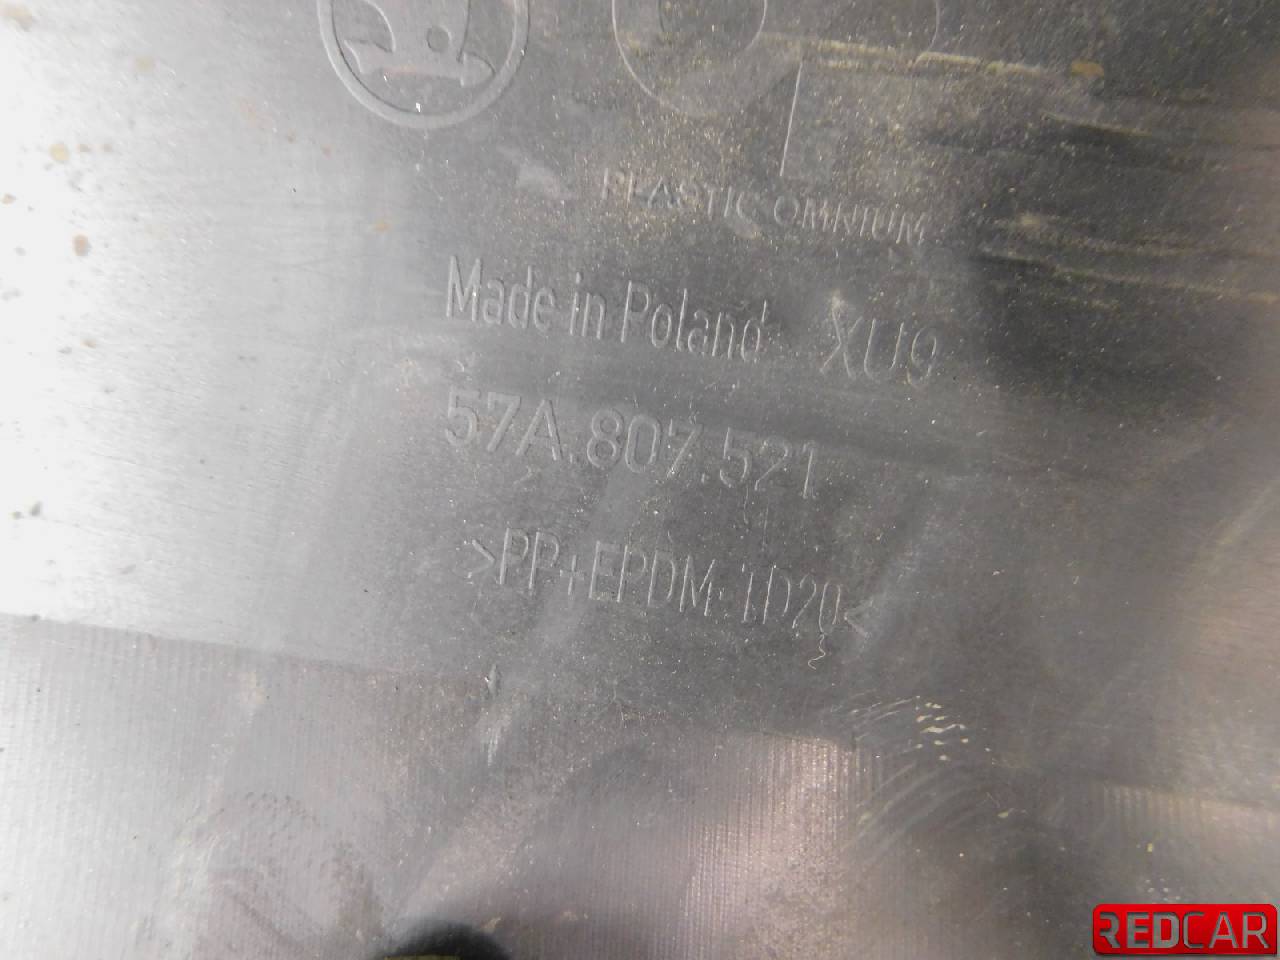 PLASTIC OMNIUM
Made in Poland XU9
57A.807.521
>PP+EPDM-TD20<
REDCAR